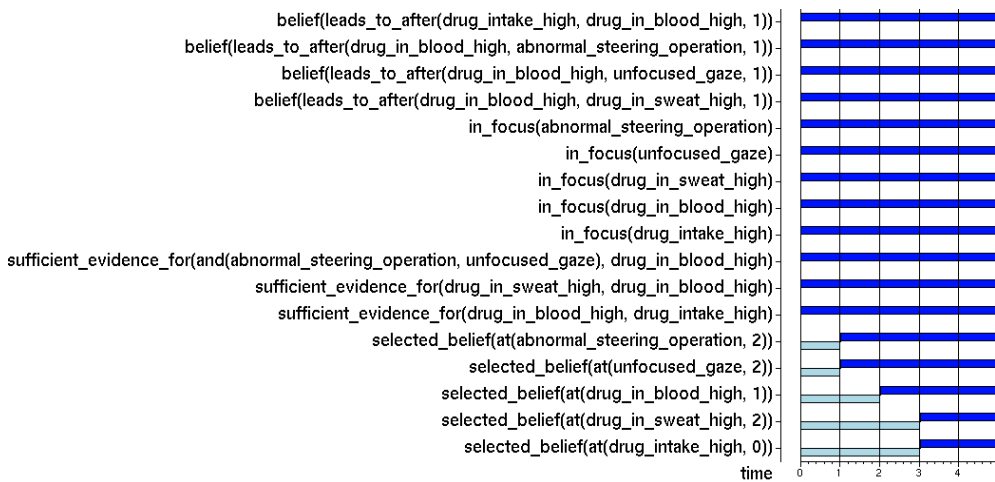 belief(leads_to_after(drug_intake_high, drug_in_blood_high, 1))
belief(leads_to_after(drug_in_blood_high, abnormal_steering_operation, 1))
belief(leads_to_after(drug_in_blood_high, unfocused_gaze, 1))
belief(leads_to_after(drug_in_blood_high, drug_in_sweat_high, 1))
in_focus(abnormal_steering_operation)
in_focus(unfocused_gaze)
in_focus(drug_in_sweat_high)
in_focus(drug_in_blood_high)
in_focus(drug_intake_high)
sufficient_evidence_for(and(abnormal_steering_operation, unfocused_gaze), drug_in_blood_high)
sufficient_evidence_for(drug_in_sweat_high, drug_in_blood_high)
sufficient_evidence_for(drug_in_blood_high, drug_intake_high)
selected_belief(at(abnormal_steering_operation, 2))
selected_belief(at(unfocused_gaze, 2))
selected_belief(at(drug_in_blood_high, 1))
selected_belief(at(drug_in_sweat_high, 2))
selected_belief(at(drug_intake_high, 0))
time 0 1 2 3 4